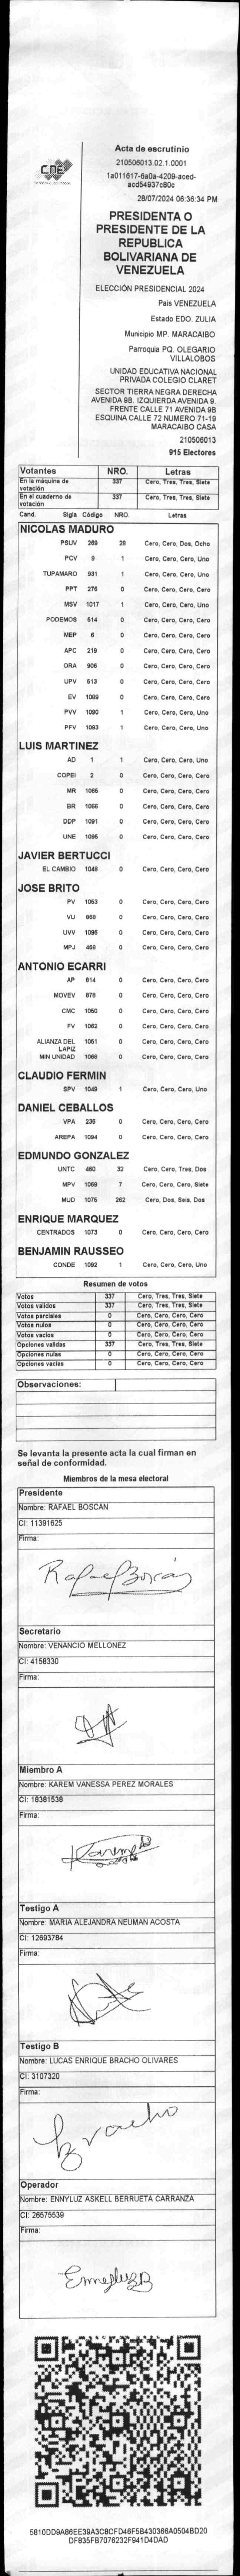 CNE
Acta de escrutinio
210506013.02.1.0001
1a011617-6a0a-4209-aced-
acd54937c80c
28/07/2024 06:36:34 PM
PRESIDENTA O
PRESIDENTE DE LA
REPUBLICA
BOLIVARIANA DE
VENEZUELA
ELECCIÓN PRESIDENCIAL 2024
Pais VENEZUELA
Estado EDO. ZULIA
Municipio MP. MARACAIBO
Parroquia PQ. OLEGARIO
VILLALOBOS
UNIDAD EDUCATIVA NACIONAL
PRIVADA COLEGIO CLARET
SECTOR TIERRA NEGRA DERECHA
AVENIDA 9B. IZQUIERDA AVENIDA 9.
FRENTE CALLE 71 AVENIDA 9B
ESQUINA CALLE 72 NUMERO 71-19
MARACAIBO CASA
210506013
915 Electores
Votantes NRO. Letras
En la máquina de votación 337 Cero, Tres, Tres, Siete
En el cuaderno de votación 337 Cero, Tres, Tres, Siete
Cand. Sigla Código NRO. Letras
NICOLAS MADURO
PSUV 269 28 Cero, Cero, Dos, Ocho
PCV 9 1 Cero, Cero, Cero, Uno
TUPAMARO 931 1 Cero, Cero, Cero, Uno
PPT 276 0 Cero, Cero, Cero, Cero
MSV 1017 1 Cero, Cero, Cero, Uno
PODEMOS 514 0 Cero, Cero, Cero, Cero
MEP 6 0 Cero, Cero, Cero, Cero
APC 219 0 Cero, Cero, Cero, Cero
ORA 906 0 Cero, Cero, Cero, Cero
UPV 513 0 Cero, Cero, Cero, Cero
EV 1089 0 Cero, Cero, Cero, Cero
PVV 1090 1 Cero, Cero, Cero, Uno
PFV 1093 1 Cero, Cero, Cero, Uno
LUIS MARTINEZ
AD 1 1 Cero, Cero, Cero, Uno
COPEI 2 0 Cero, Cero, Cero, Cero
MR 1065 0 Cero, Cero, Cero, Cero
BR 1066 0 Cero, Cero, Cero, Cero
DDP 1091 0 Cero, Cero, Cero, Cero
UNE 1095 0 Cero, Cero, Cero, Cero
JAVIER BERTUCCI
EL CAMBIO 1048 0 Cero, Cero, Cero, Cero
JOSE BRITO
PV 1053 0 Cero, Cero, Cero, Cero
VU 969 0 Cero, Cero, Cero, Cero
UVV 1096 0 Cero, Cero, Cero, Cero
MPJ 458 0 Cero, Cero, Cero, Cero
ANTONIO ECARRI
AP 614 0 Cero, Cero, Cero, Cero
MOVEV 878 0 Cero, Cero, Cero, Cero
CMC 1050 0 Cero, Cero, Cero, Cero
FV 1062 0 Cero, Cero, Cero, Cero
ALIANZA DEL LAPIZ 1051 0 Cero, Cero, Cero, Cero
MIN UNIDAD 1068 0 Cero, Cero, Cero, Cero
CLAUDIO FERMIN
SPV 1049 1 Cero, Cero, Cero, Uno
DANIEL CEBALLOS
VPA 236 0 Cero, Cero, Cero, Cero
AREPA 1094 0 Cero, Cero, Cero, Cero
EDMUNDO GONZALEZ
UNTC 460 32 Cero, Cero, Tres, Dos
MPV 1069 7 Cero, Cero, Cero, Siete
MUD 1075 262 Cero, Dos, Seis, Dos
ENRIQUE MARQUEZ
CENTRADOS 1073 0 Cero, Cero, Cero, Cero
BENJAMIN RAUSSEO
CONDE 1092 1 Cero, Cero, Cero, Uno
Resumen de votos
Votos 337 Cero, Tres, Tres, Siete
Votos validos 337 Cero, Tres, Tres, Siete
Votos parciales 0 Cero, Cero, Cero, Cero
Votos nulos 0 Cero, Cero, Cero, Cero
Votos vacios 0 Cero, Cero, Cero, Cero
Opciones validas 337 Cero, Tres, Tres, Siete
Opciones nulas 0 Cero, Cero, Cero, Cero
Opciones vacias 0 Cero, Cero, Cero, Cero
Observaciones:
Se levanta la presente acta la cual firman en
señal de conformidad.
Miembros de la mesa electoral
Presidente
Nombre: RAFAEL BOSCAN
CI: 11391625
Firma:
Rafael Boscán
Secretario
Nombre: VENANCIO MELLONEZ
CI: 4158330
Firma:
Miembro A
Nombre: KAREM VANESSA PEREZ MORALES
CI: 18381538
Firma:
Karem
Testigo A
Nombre: MARIA ALEJANDRA NEUMAN ACOSTA
CI: 12693784
Firma:
Testigo B
Nombre: LUCAS ENRIQUE BRACHO OLIVARES
CI: 3107320
Firma:
Bracho
Operador
Nombre: ENNYLUZ ASKELL BERRUETA CARRANZA
CI: 26575539
Firma:
5810DD9A86EE39A3C8CFD46F5B430366A0504BD20
DF835FB7076232F941D4DAD